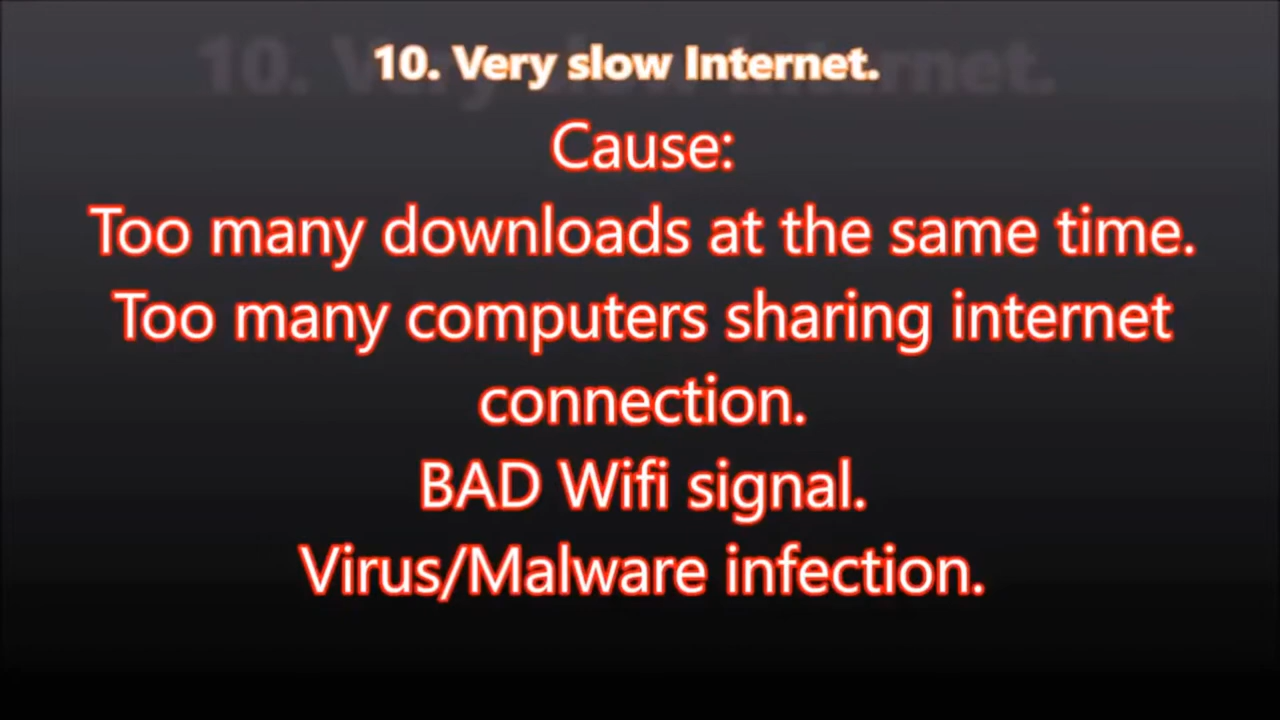 10. Very slow Internet.
Cause:
Too many downloads at the same time.
Too many computers sharing internet
connection.
BAD Wifi signal.
Virus/Malware infection.